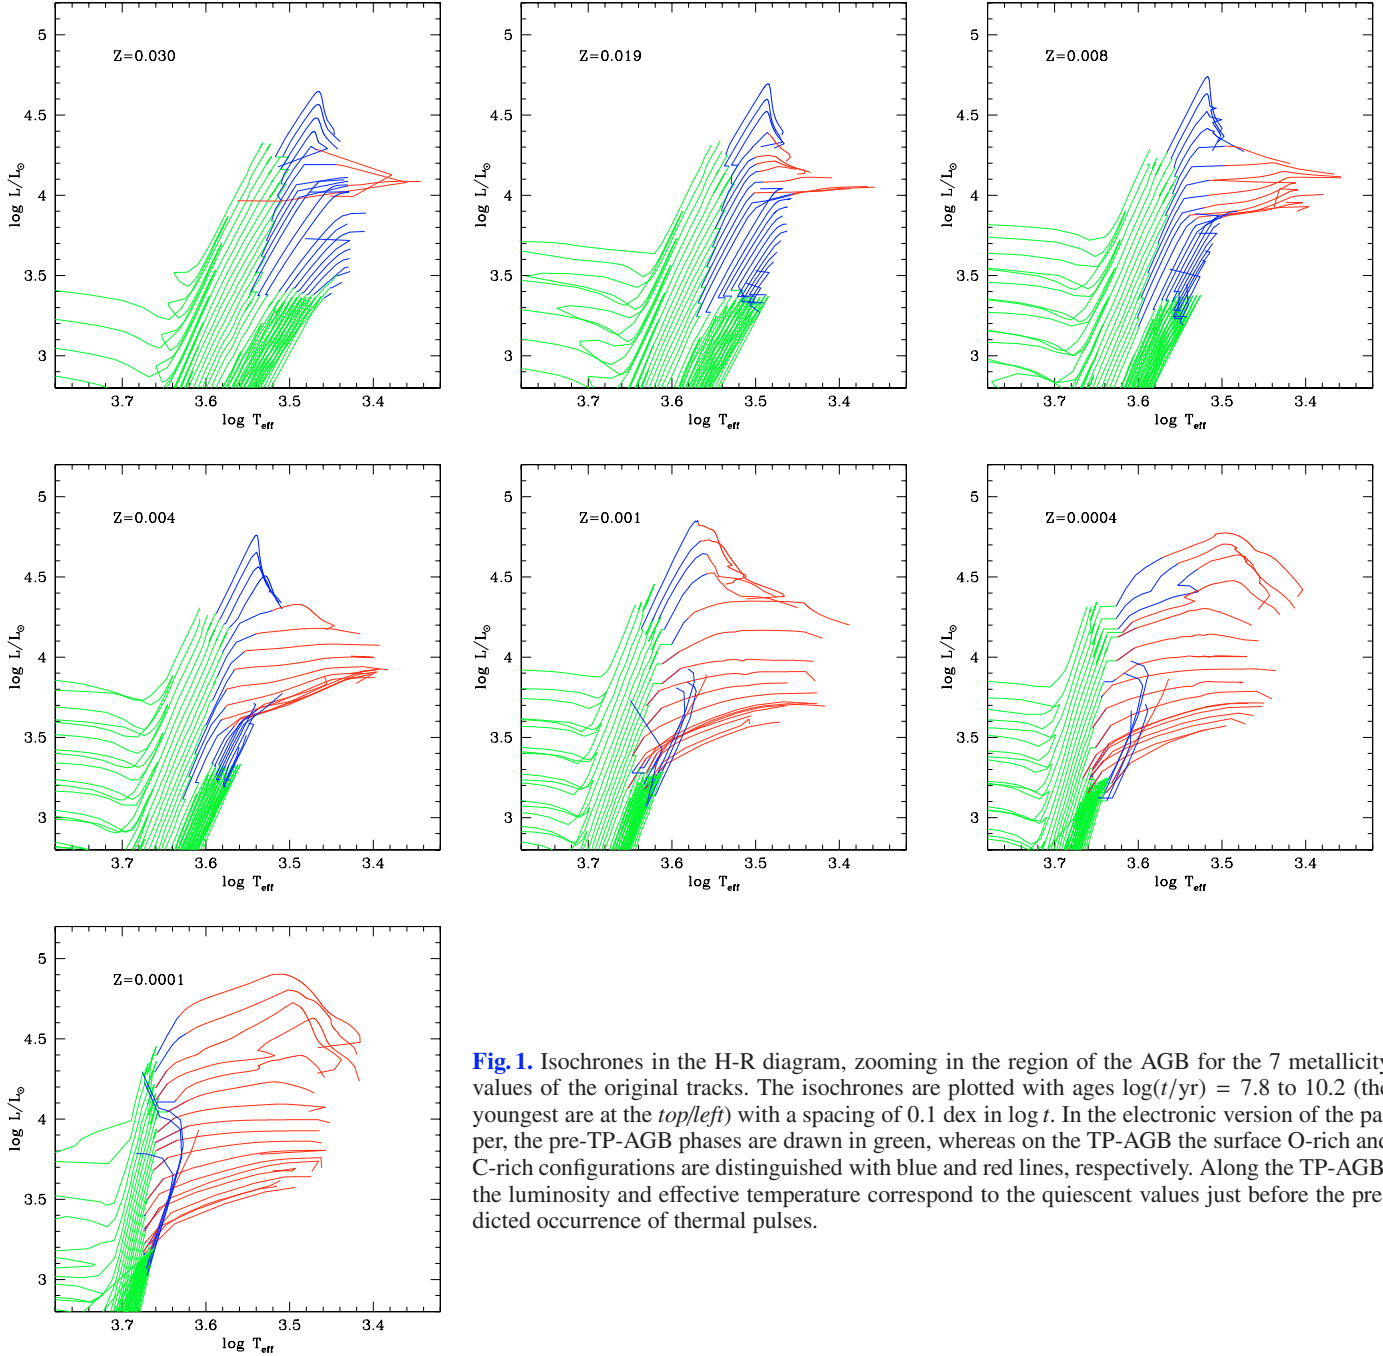 5
Z=0.030
4.5
log L/L⊙
4
3.5
3
3.7 3.6 3.5 3.4
log Teff
5
Z=0.019
4.5
log L/L⊙
4
3.5
3
3.7 3.6 3.5 3.4
log Teff
5
Z=0.008
4.5
log L/L⊙
4
3.5
3
3.7 3.6 3.5 3.4
log Teff
5
Z=0.004
4.5
log L/L⊙
4
3.5
3
3.7 3.6 3.5 3.4
log Teff
5
Z=0.001
4.5
log L/L⊙
4
3.5
3
3.7 3.6 3.5 3.4
log Teff
5
Z=0.0004
4.5
log L/L⊙
4
3.5
3
3.7 3.6 3.5 3.4
log Teff
5
Z=0.0001
4.5
log L/L⊙
4
3.5
3
3.7 3.6 3.5 3.4
log Teff
Fig. 1. Isochrones in the H-R diagram, zooming in the region of the AGB for the 7 metallicity
values of the original tracks. The isochrones are plotted with ages log(t/yr) = 7.8 to 10.2 (the
youngest are at the top/left) with a spacing of 0.1 dex in log t. In the electronic version of the pa-
per, the pre-TP-AGB phases are drawn in green, whereas on the TP-AGB the surface O-rich and
C-rich configurations are distinguished with blue and red lines, respectively. Along the TP-AGB,
the luminosity and effective temperature correspond to the quiescent values just before the pre-
dicted occurrence of thermal pulses.